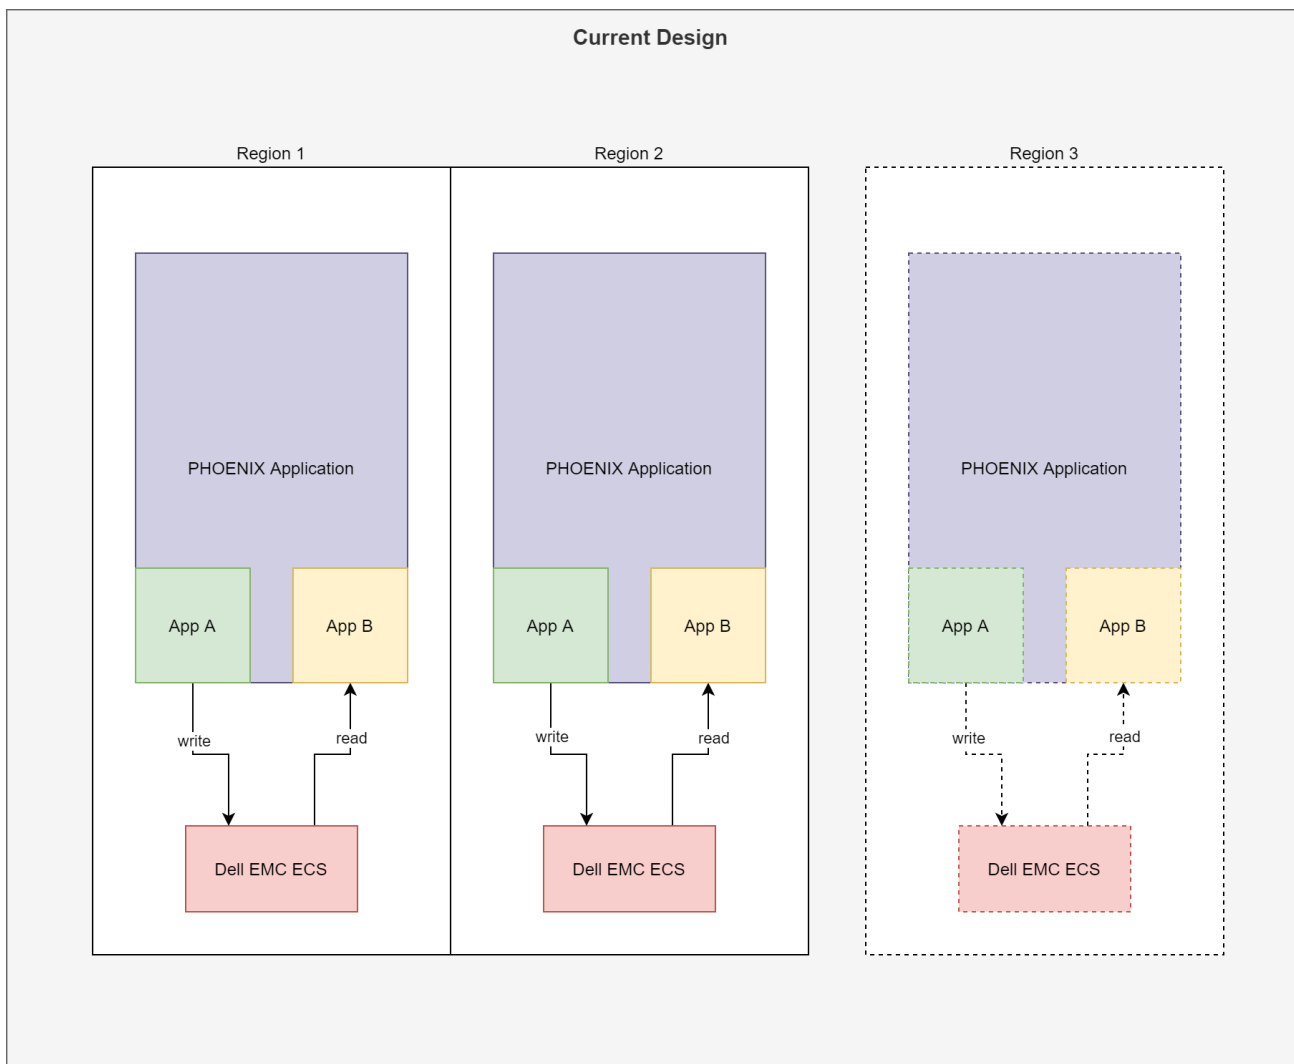 Current Design
Region 1
Region 2
Region 3
PHOENIX Application
PHOENIX Application
PHOENIX Application
App A
App B
App A
App B
App A
App B
write
read
write
read
write
read
Dell EMC ECS
Dell EMC ECS
Dell EMC ECS